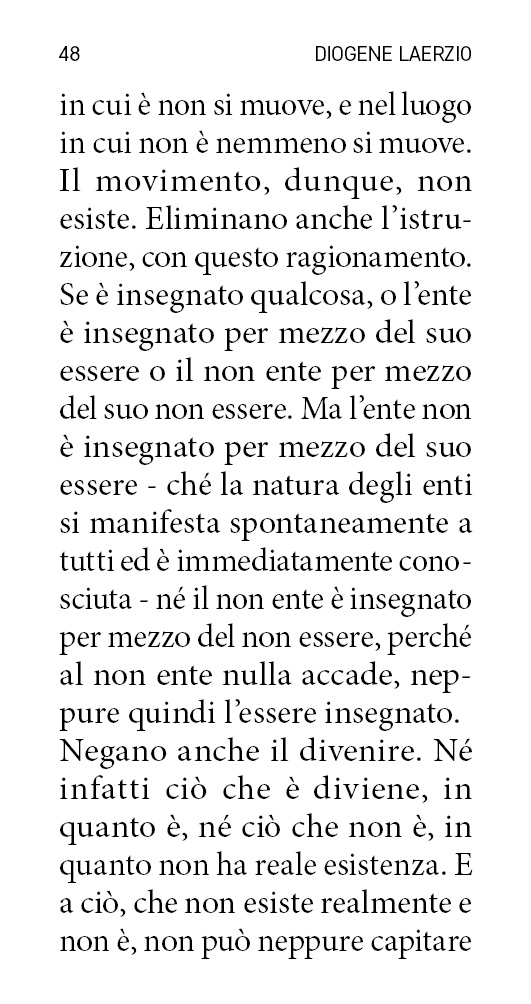 48 DIOGENE LAERZIO
in cui è non si muove, e nel luogo
in cui non è nemmeno si muove.
Il movimento, dunque, non
esiste. Eliminano anche l’istru-
zione, con questo ragionamento.
Se è insegnato qualcosa, o l’ente
è insegnato per mezzo del suo
essere o il non ente per mezzo
del suo non essere. Ma l’ente non
è insegnato per mezzo del suo
essere - ché la natura degli enti
si manifesta spontaneamente a
tutti ed è immediatamente cono-
sciuta - né il non ente è insegnato
per mezzo del non essere, perché
al non ente nulla accade, nep-
pure quindi l’essere insegnato.
Negano anche il divenire. Né
infatti ciò che è diviene, in
quanto è, né ciò che non è, in
quanto non ha reale esistenza. E
a ciò, che non esiste realmente e
non è, non può neppure capitare